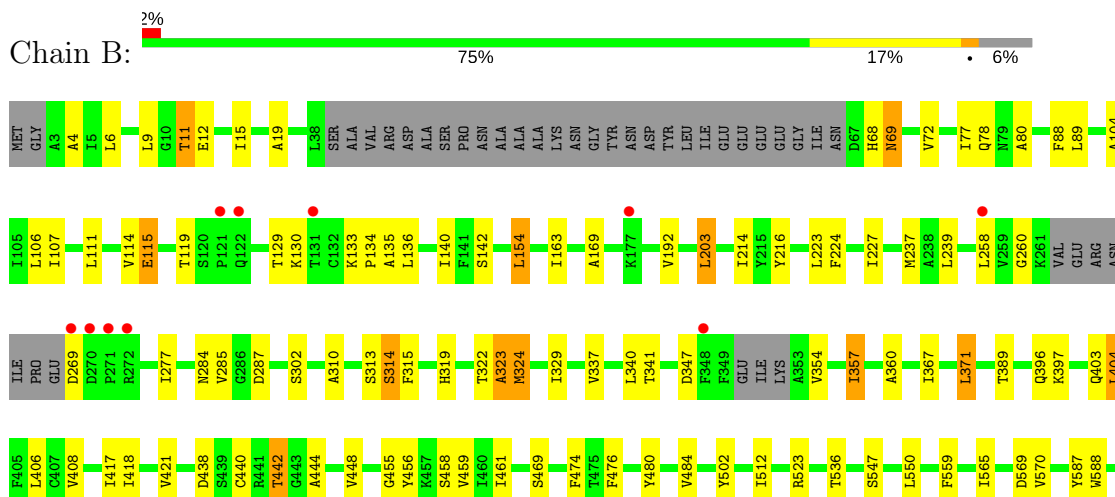 2%
Chain B:
75% 17% • 6%
MET GLY A3 A4 I5 L6 L9 G10 T11 E12 I15 A19 L38 SER ALA VAL ARG ASP ALA SER PRO ASN ALA ALA ALA LYS ASN GLY TYR ASN ASP TYR LEU ILE GLU GLU GLU GLU GLY ILE ASN D67 H68 N69 V72 I77 Q78 N79 A80 F88 L89 A104
I105 L106 I107 L111 V114 E115 T119 S120 P121 Q122 T129 K130 T131 C132 K133 P134 A135 L136 I140 F141 S142 L154 I163 A169 K177 V192 L203 I214 Y215 Y216 L223 F224 I227 M237 A238 L239 L258 V259 G260 K261 VAL GLU ARG ASN
ILE PRO GLU D269 D270 P271 R272 I277 N284 V285 G286 D287 S302 A310 S313 S314 F315 H319 T322 A323 M324 I329 V337 L340 T341 D347 F348 F349 GLU ILE LYS A353 V354 I357 A360 I367 L371 T389 Q396 K397 Q403 L404
F405 L406 C407 V408 I417 I418 V421 D438 S439 C440 R441 T442 G443 A444 V448 G455 Y456 K457 S458 V459 I460 I461 S469 F474 T475 F476 Y480 V484 Y502 I512 R523 T536 S547 L550 F559 I565 D569 V570 Y587 W588